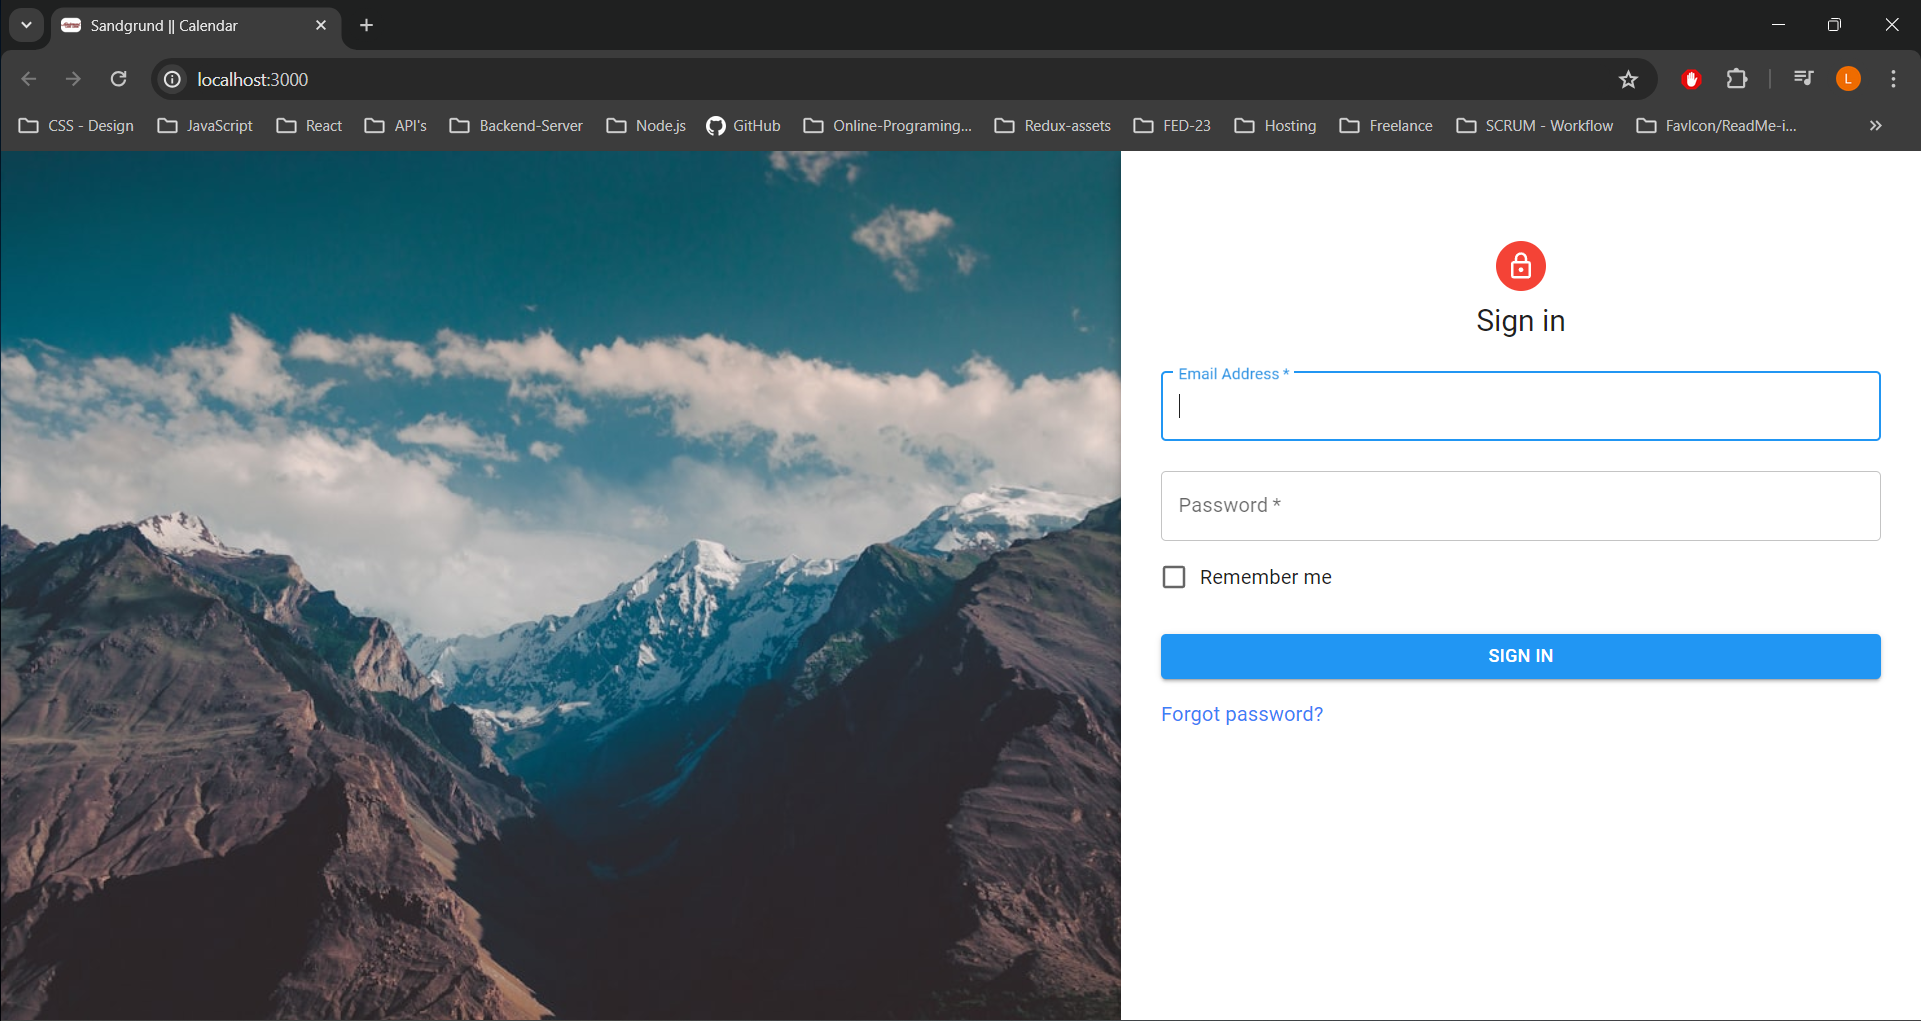 Sandgrund || Calendar
localhost:3000
L
CSS - Design JavaScript React API's Backend-Server Node.js GitHub Online-Programing... Redux-assets FED-23 Hosting Freelance SCRUM - Workflow FavIcon/ReadMe-i...
Sign in
Email Address *
Password *
Remember me
SIGN IN
Forgot password?